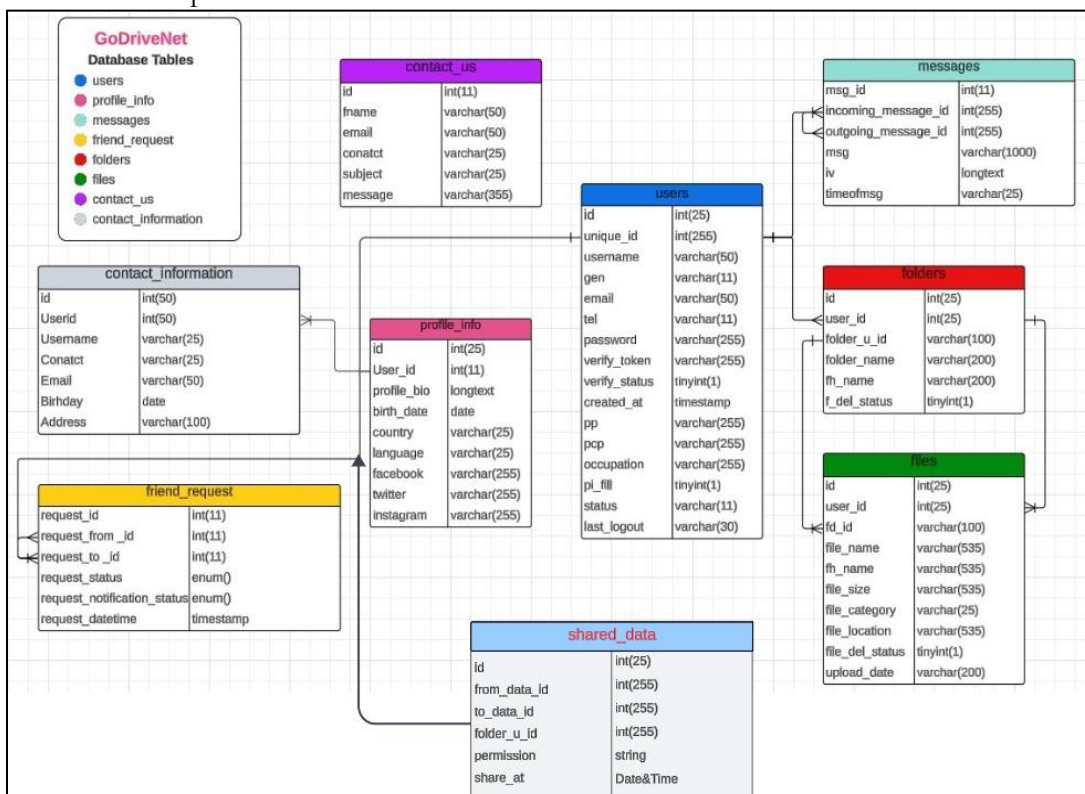 GoDriveNet
Database Tables
users
profile_info
messages
friend_request
folders
files
contact_us
contact_information
contact_us
id int(11)
fname varchar(50)
email varchar(50)
conatct varchar(25)
subject varchar(25)
message varchar(355)
messages
msg_id int(11)
incoming_message_id int(255)
outgoing_message_id int(255)
msg varchar(1000)
iv longtext
timeofmsg varchar(25)
users
id int(25)
unique_id int(255)
username varchar(50)
gen varchar(11)
email varchar(50)
tel varchar(11)
password varchar(255)
verify_token varchar(255)
verify_status tinyint(1)
created_at timestamp
pp varchar(255)
pcp varchar(255)
occupation varchar(255)
pi_fill tinyint(1)
status varchar(11)
last_logout varchar(30)
contact_information
id int(50)
Userid int(50)
Username varchar(25)
Conatct varchar(25)
Email varchar(50)
Birhday date
Address varchar(100)
profile_info
id int(25)
User_id int(11)
profile_bio longtext
birth_date date
country varchar(25)
language varchar(25)
facebook varchar(255)
twitter varchar(255)
instagram varchar(255)
folders
id int(25)
user_id int(25)
folder_u_id varchar(100)
folder_name varchar(200)
fh_name varchar(200)
f_del_status tinyint(1)
files
id int(25)
user_id int(25)
fd_id varchar(100)
file_name varchar(535)
fh_name varchar(535)
file_size varchar(535)
file_category varchar(25)
file_location varchar(535)
file_del_status tinyint(1)
upload_date varchar(200)
friend_request
request_id int(11)
request_from _id int(11)
request_to _id int(11)
request_status enum()
request_notification_status enum()
request_datetime timestamp
shared_data
id int(25)
from_data_id int(255)
to_data_id int(255)
folder_u_id int(255)
permission string
share_at Date&Time